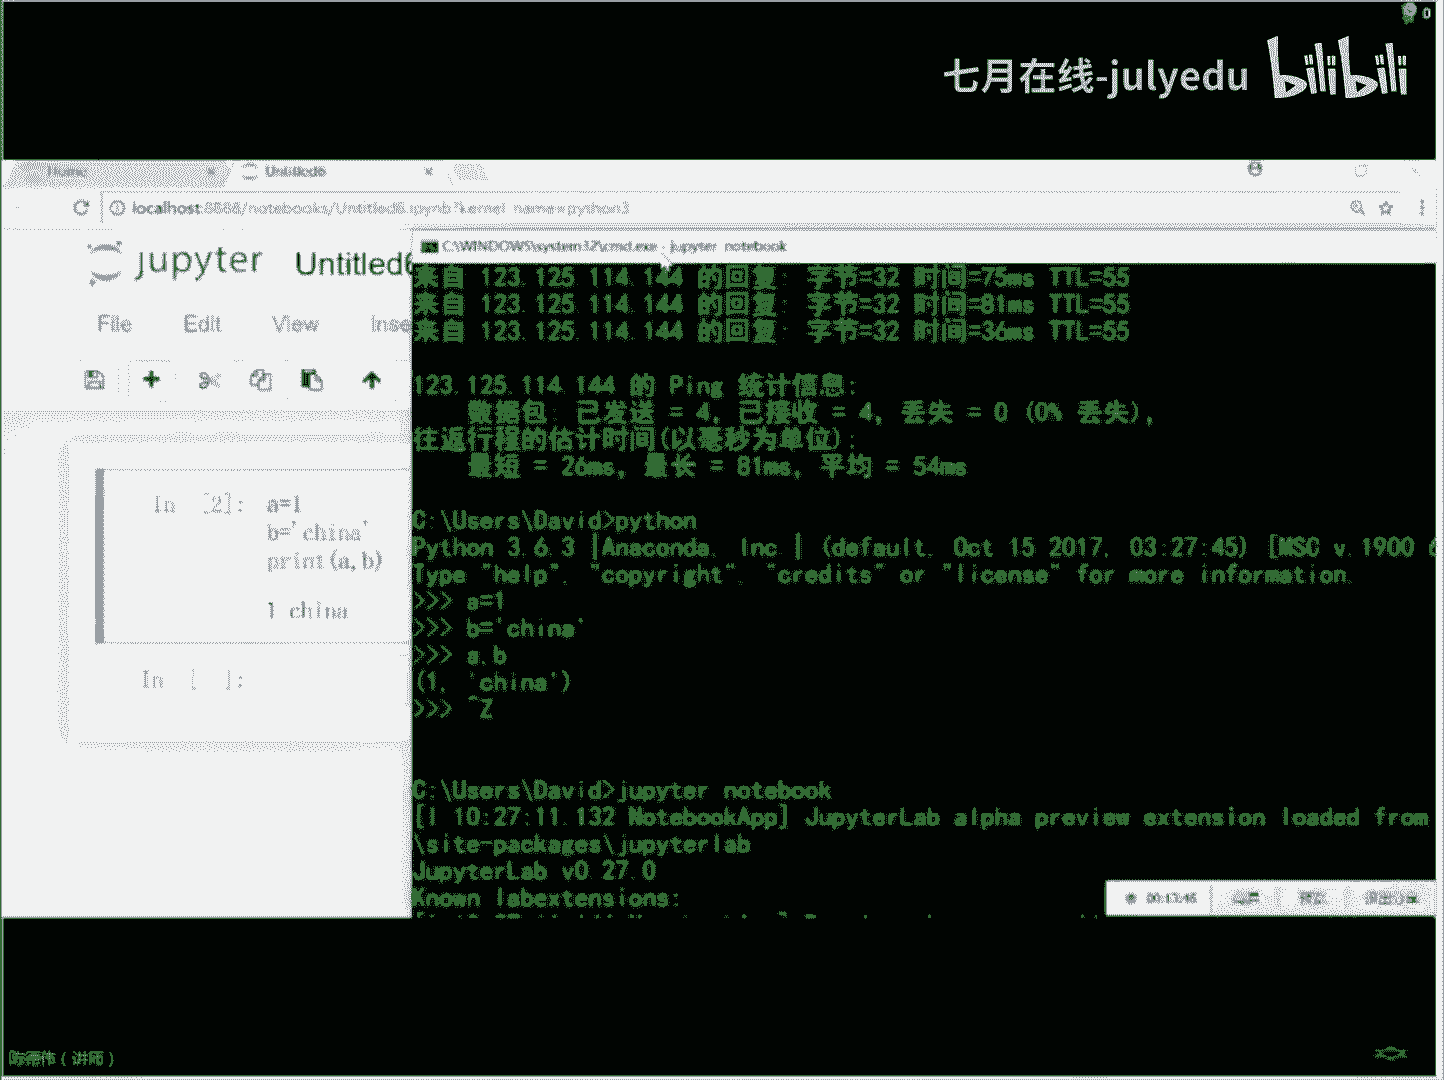 0
七月在线-julyedu bilibili
Home
Untitled6
localhost:8888/notebooks/Untitled6.ipynb?kernel_name=python3
C:\WINDOWS\system32\cmd.exe - jupyter notebook
jupyter Untitled6
File Edit View Inse
In [2]: a=1
b='china'
print(a,b)
1 china
In [ ]:
来自 123.125.114.144 的回复: 字节=32 时间=75ms TTL=55
来自 123.125.114.144 的回复: 字节=32 时间=81ms TTL=55
来自 123.125.114.144 的回复: 字节=32 时间=36ms TTL=55
123.125.114.144 的 Ping 统计信息:
数据包: 已发送 = 4, 已接收 = 4, 丢失 = 0 (0% 丢失),
往返行程的估计时间(以毫秒为单位):
最短 = 26ms, 最长 = 81ms, 平均 = 54ms
C:\Users\David>python
Python 3.6.3 |Anaconda, Inc.| (default, Oct 15 2017, 03:27:45) [MSC v.1900 6
Type "help", "copyright", "credits" or "license" for more information.
>>> a=1
>>> b='china'
>>> a,b
(1, 'china')
>>> ^Z
C:\Users\David>jupyter notebook
[I 10:27:11.132 NotebookApp] JupyterLab alpha preview extension loaded from
\site-packages\jupyterlab
JupyterLab v0.27.0
Known labextensions:
00:13:46
(讲师)